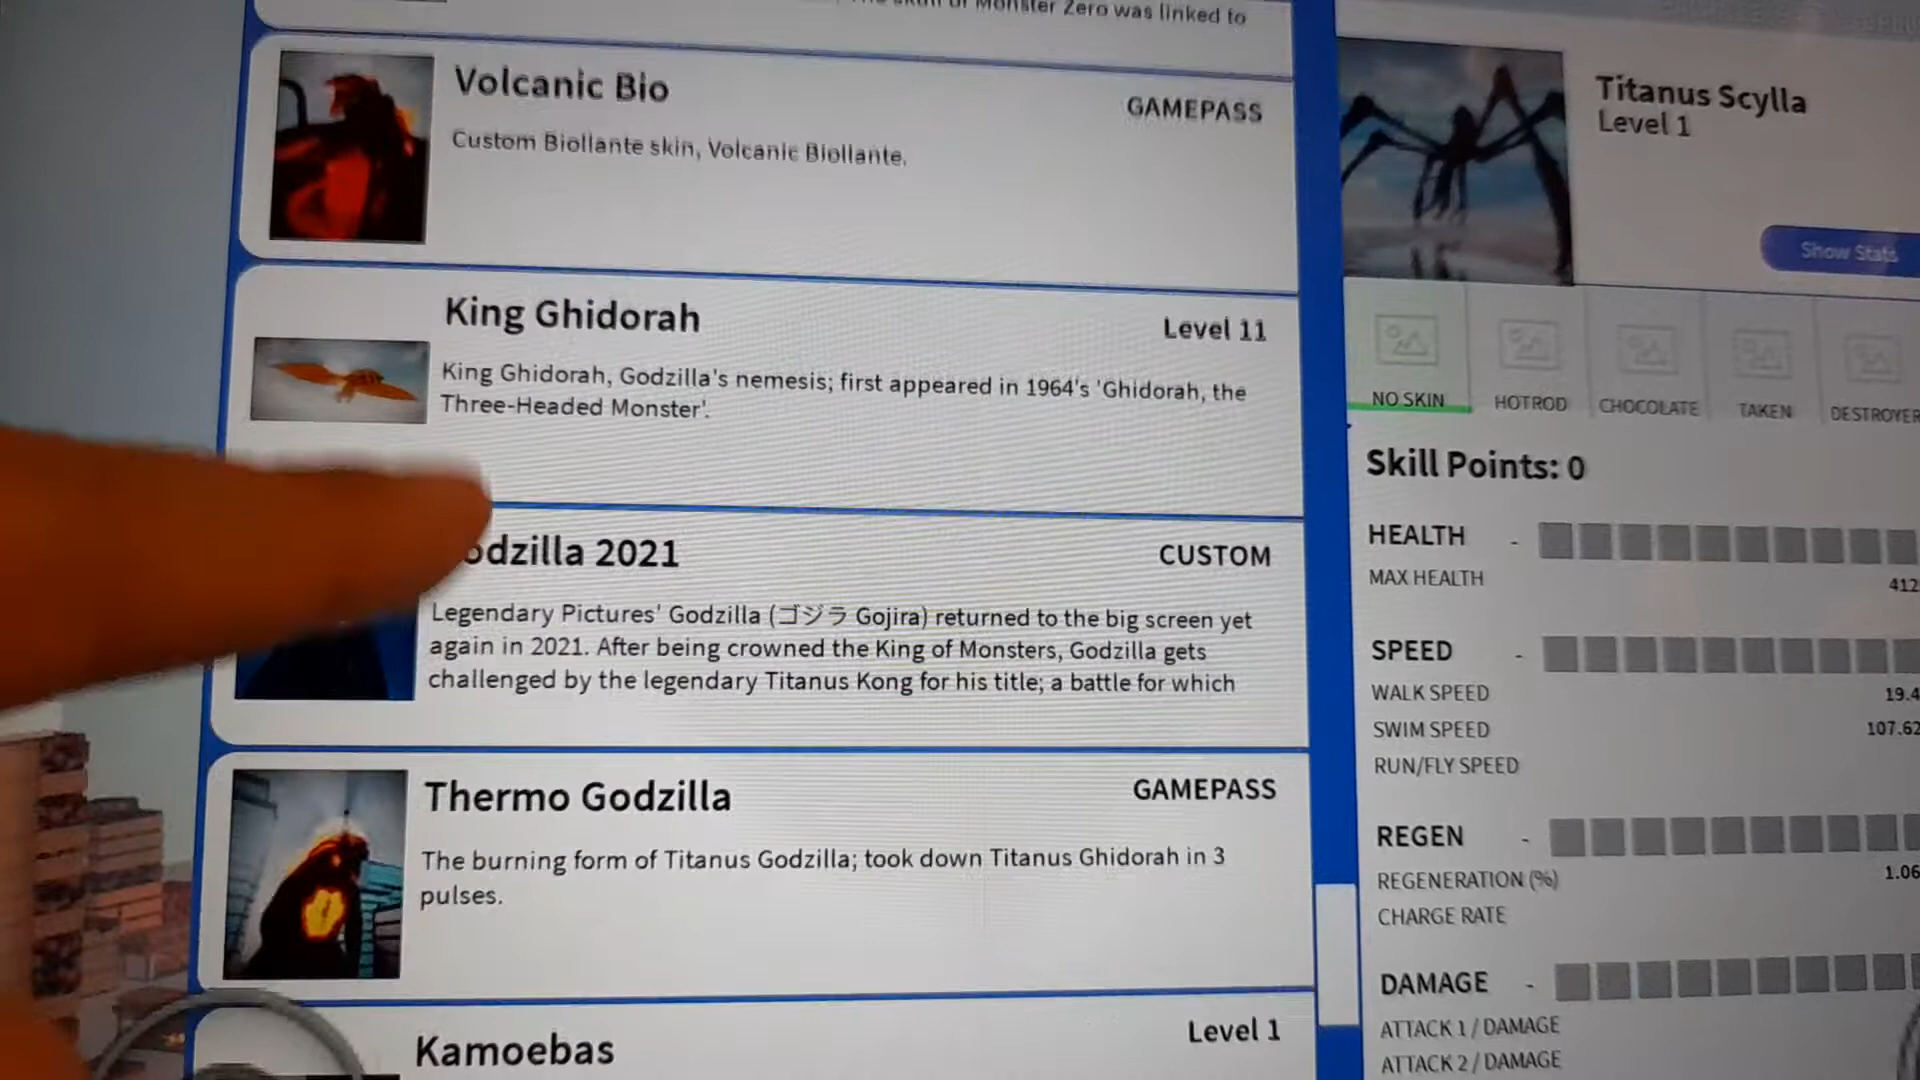 Monster Zero was linked to
Volcanic Bio
GAMEPASS
Custom Biollante skin, Volcanic Biollante.
King Ghidorah
Level 11
King Ghidorah, Godzilla's nemesis; first appeared in 1964's 'Ghidorah, the
Three-Headed Monster'.
odzilla 2021
CUSTOM
Legendary Pictures' Godzilla (ゴジラ Gojira) returned to the big screen yet
again in 2021. After being crowned the King of Monsters, Godzilla gets
challenged by the legendary Titanus Kong for his title; a battle for which
Thermo Godzilla
GAMEPASS
The burning form of Titanus Godzilla; took down Titanus Ghidorah in 3
pulses.
Kamoebas
Level 1
Titanus Scylla
Level 1
Show Stats
NO SKIN
HOTROD
CHOCOLATE
TAKEN
DESTROYER
Skill Points: 0
HEALTH -
MAX HEALTH 412
SPEED -
WALK SPEED 19.4
SWIM SPEED 107.62
RUN/FLY SPEED
REGEN -
REGENERATION (%) 1.06
CHARGE RATE
DAMAGE -
ATTACK 1 / DAMAGE
ATTACK 2 / DAMAGE